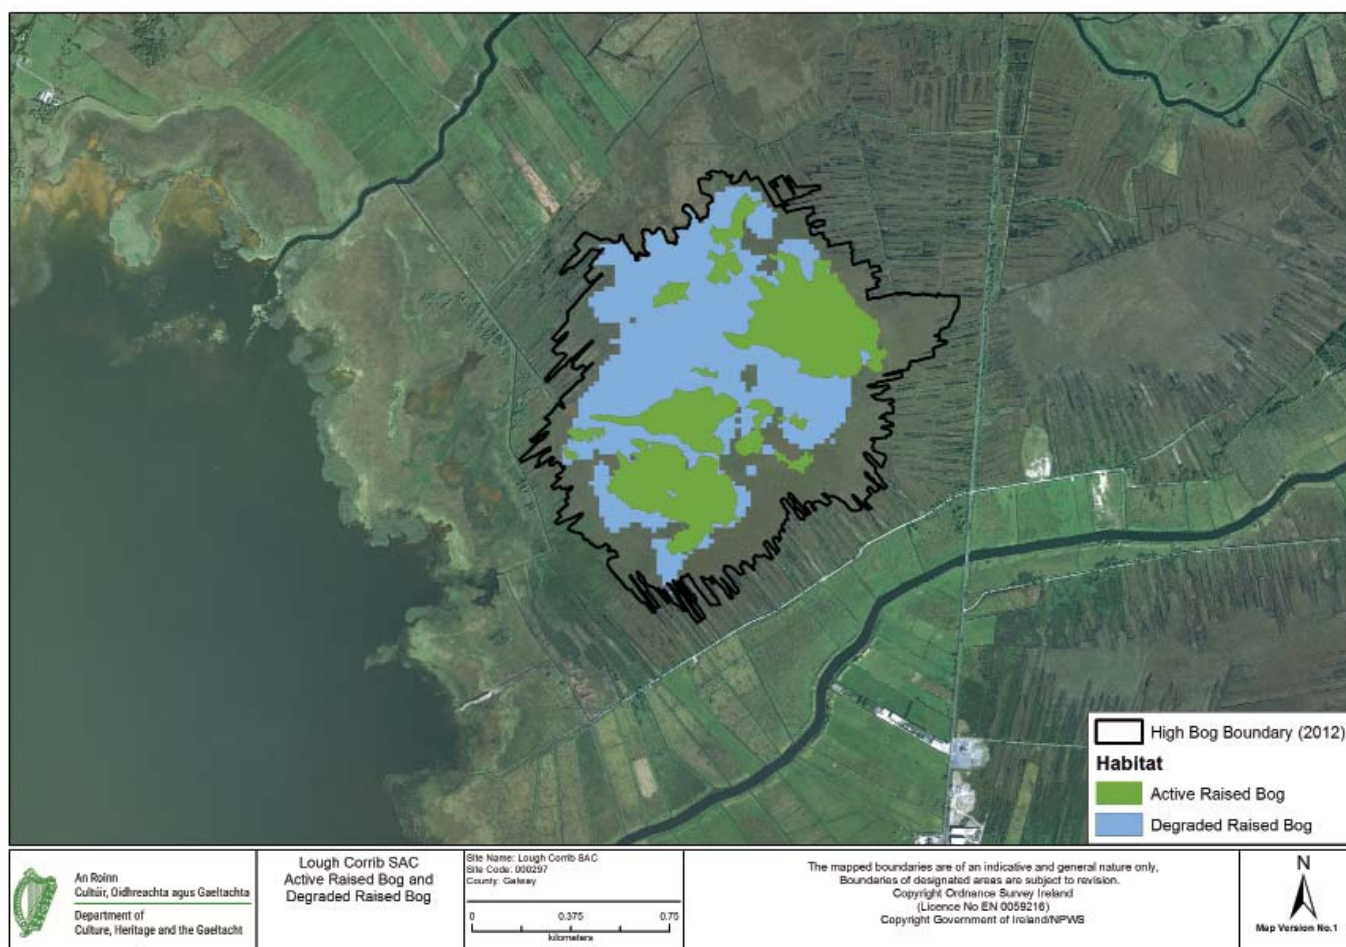 High Bog Boundary (2012)
Habitat
Active Raised Bog
Degraded Raised Bog
An Roinn
Cultúir, Oidhreachta agus Gaeltachta
Department of
Culture, Heritage and the Gaeltacht
Lough Corrib SAC
Active Raised Bog and
Degraded Raised Bog
Site Name: Lough Corrib SAC
Site Code: 000297
County: Galway
0 0.375 0.75
kilometers
The mapped boundaries are of an indicative and general nature only,
Boundaries of designated areas are subject to revision.
Copyright Ordnance Survey Ireland
(Licence No EN 0059216)
Copyright Government of Ireland/NPWS
N
Map Version No.1